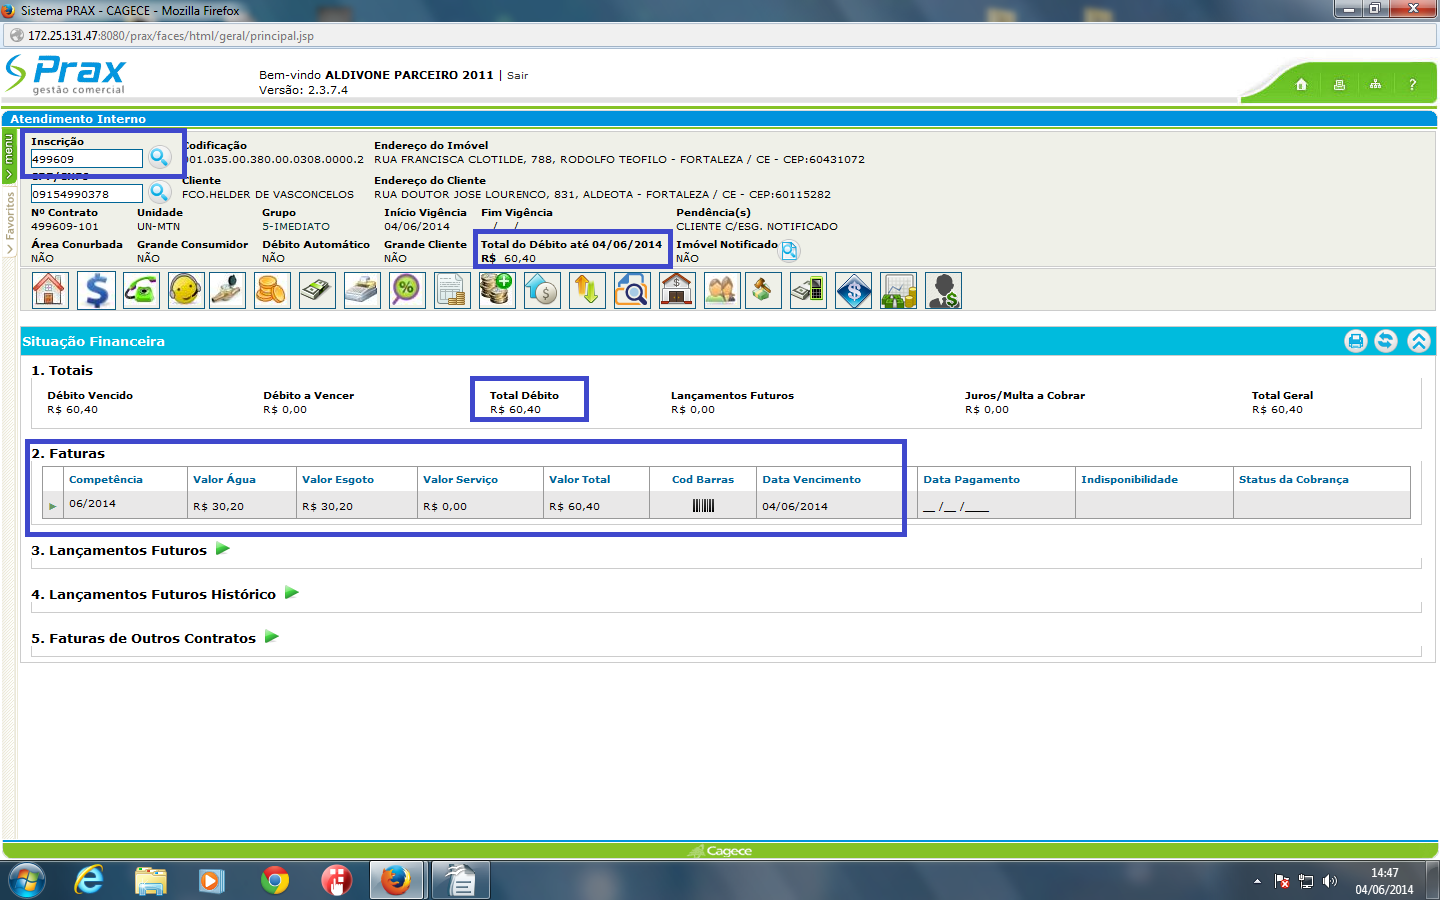 Sistema PRAX - CAGECE - Mozilla Firefox
172.25.131.47:8080/prax/faces/html/geral/principal.jsp
Prax
gestão comercial
Bem-vindo ALDIVONE PARCEIRO 2011 | Sair
Versão: 2.3.7.4
?
Atendimento Interno
menu
Favoritos
Inscrição Codificação Endereço do Imóvel
499609 001.035.00.380.00.0308.0000.2 RUA FRANCISCA CLOTILDE, 788, RODOLFO TEOFILO - FORTALEZA / CE - CEP:60431072
CPF/CNPJ Cliente Endereço do Cliente
09154990378 FCO.HELDER DE VASCONCELOS RUA DOUTOR JOSE LOURENCO, 831, ALDEOTA - FORTALEZA / CE - CEP:60115282
Nº Contrato Unidade Grupo Início Vigência Fim Vigência Pendência(s)
499609-101 UN-MTN 5-IMEDIATO 04/06/2014 __/__/____ CLIENTE C/ESG. NOTIFICADO
Área Conurbada Grande Consumidor Débito Automático Grande Cliente Total do Débito até 04/06/2014 Imóvel Notificado
NÃO NÃO NÃO NÃO R$ 60,40 NÃO
Situação Financeira
1. Totais
Débito Vencido Débito a Vencer Total Débito Lançamentos Futuros Juros/Multa a Cobrar Total Geral
R$ 60,40 R$ 0,00 R$ 60,40 R$ 0,00 R$ 0,00 R$ 60,40
2. Faturas
Competência Valor Água Valor Esgoto Valor Serviço Valor Total Cod Barras Data Vencimento Data Pagamento Indisponibilidade Status da Cobrança
06/2014 R$ 30,20 R$ 30,20 R$ 0,00 R$ 60,40 04/06/2014 __ /__ /____
3. Lançamentos Futuros
4. Lançamentos Futuros Histórico
5. Faturas de Outros Contratos
Cagece
14:47
04/06/2014